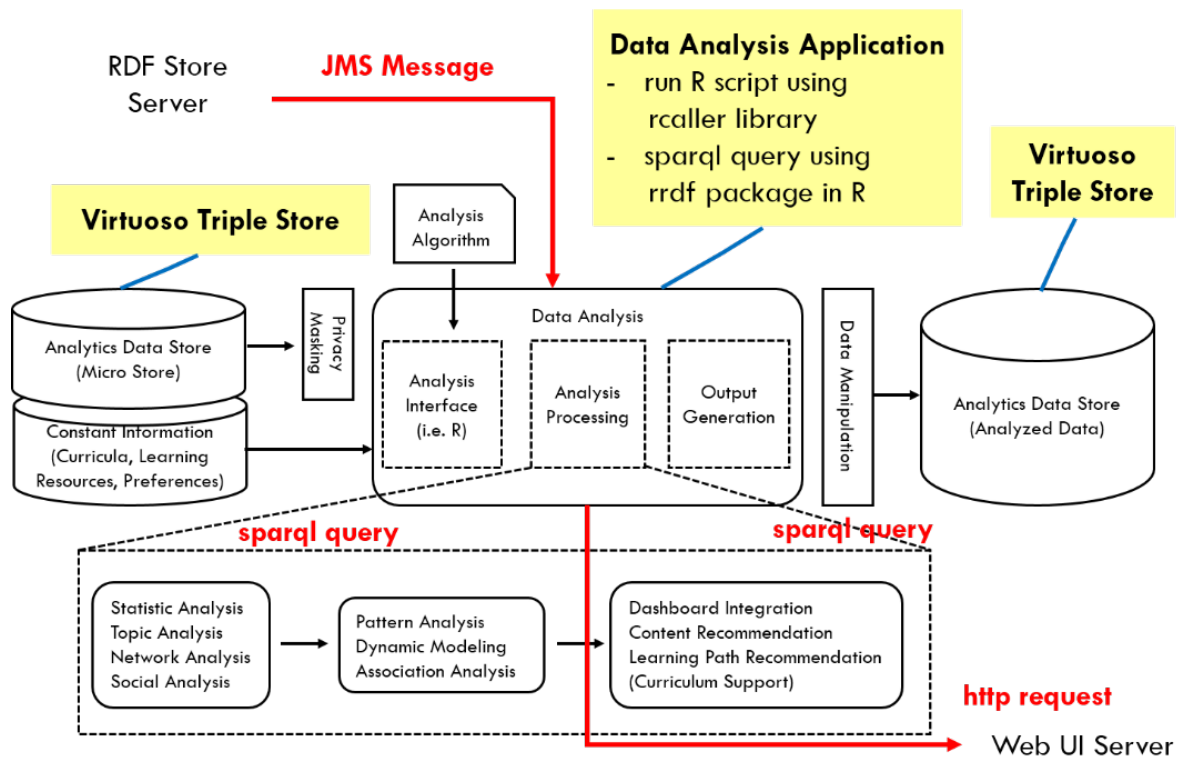 RDF Store
Server
JMS Message
Data Analysis Application
- run R script using
rcaller library
- sparql query using
rrdf package in R
Virtuoso
Triple Store
Virtuoso Triple Store
Analysis
Algorithm
Analytics Data Store
(Micro Store)
Constant Information
(Curricula, Learning
Resources, Preferences)
Privacy
Masking
Data Analysis
Analysis
Interface
(i.e. R)
Analysis
Processing
Output
Generation
Data Manipulation
Analytics Data Store
(Analyzed Data)
sparql query
sparql query
Statistic Analysis
Topic Analysis
Network Analysis
Social Analysis
Pattern Analysis
Dynamic Modeling
Association Analysis
Dashboard Integration
Content Recommendation
Learning Path Recommendation
(Curriculum Support)
http request
Web UI Server